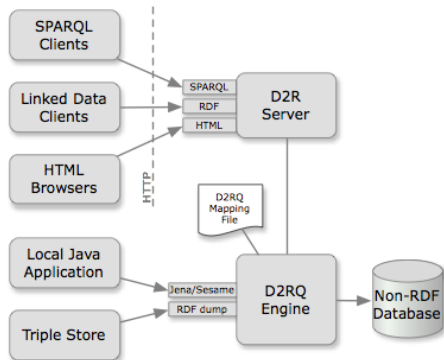 SPARQL
Clients
Linked Data
Clients
HTML
Browsers
HTTP
SPARQL
RDF
HTML
D2R
Server
D2RQ
Mapping
File
Local Java
Application
Triple Store
Jena/Sesame
RDF dump
D2RQ
Engine
Non-RDF
Database